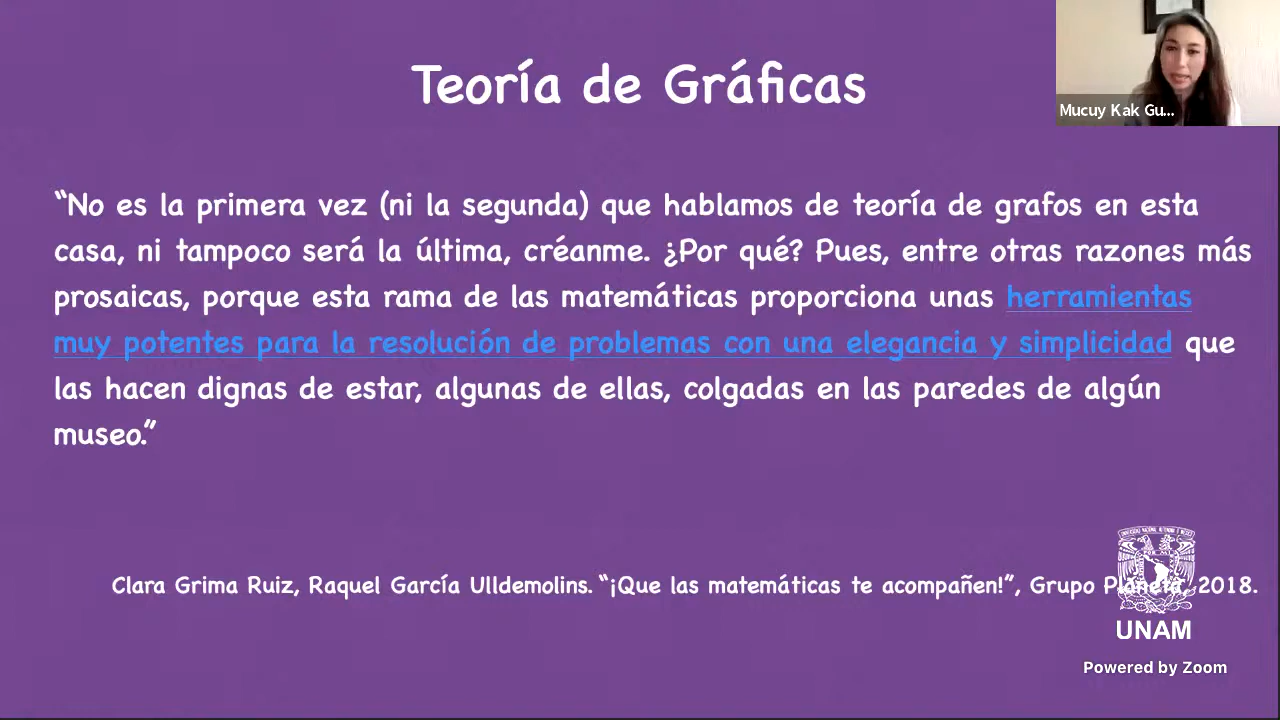 Teoría de Gráficas
Mucuy Kak Gu...
“No es la primera vez (ni la segunda) que hablamos de teoría de grafos en esta
casa, ni tampoco será la última, créanme. ¿Por qué? Pues, entre otras razones más
prosaicas, porque esta rama de las matemáticas proporciona unas herramientas
muy potentes para la resolución de problemas con una elegancia y simplicidad que
las hacen dignas de estar, algunas de ellas, colgadas en las paredes de algún
museo.”
Clara Grima Ruiz, Raquel García Ulldemolins. “¡Que las matemáticas te acompañen!”, Grupo Planeta, 2018.
UNAM
Powered by Zoom